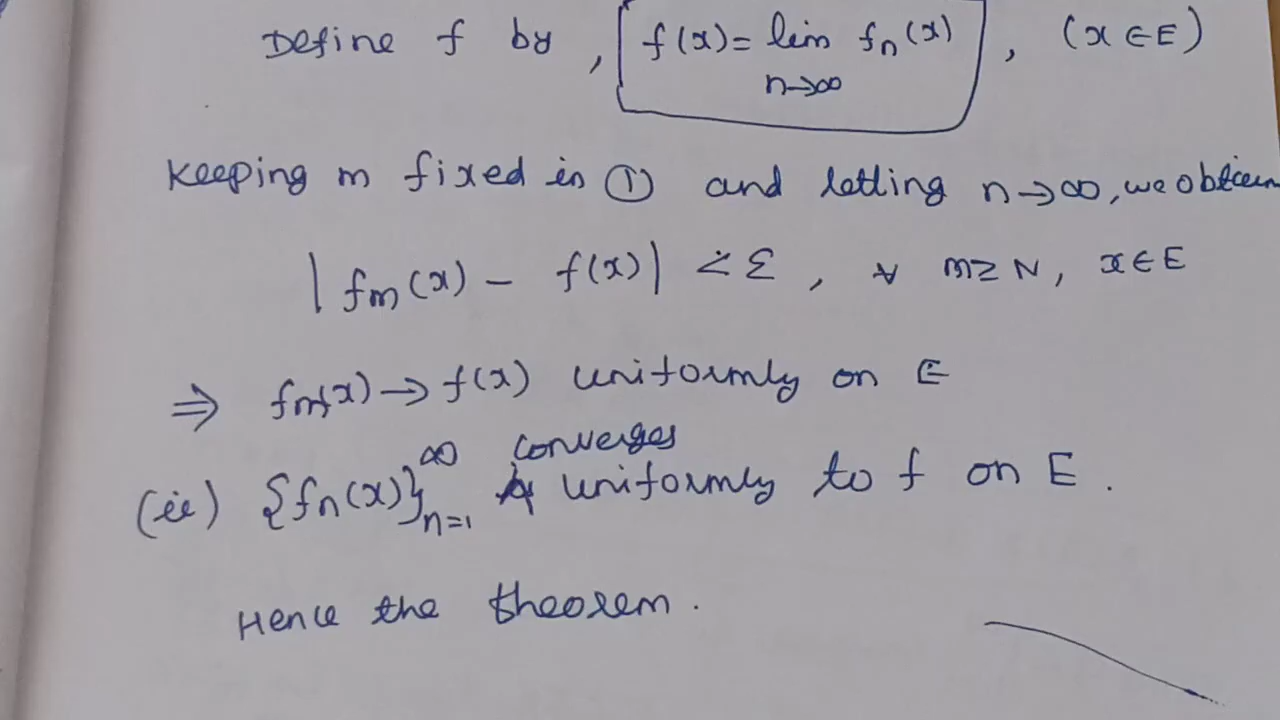 Define f by, f(x) = lim fn(x), (x ∈ E)
n→∞
Keeping m fixed in ① and letting n→∞, we obtain
|fm(x) - f(x)| < ε, ∀ m ≥ N, x ∈ E
⇒ fm(x) → f(x) uniformly on E
converges
(ie) {fn(x)}∞n=1 uniformly to f on E.
Hence the theorem.